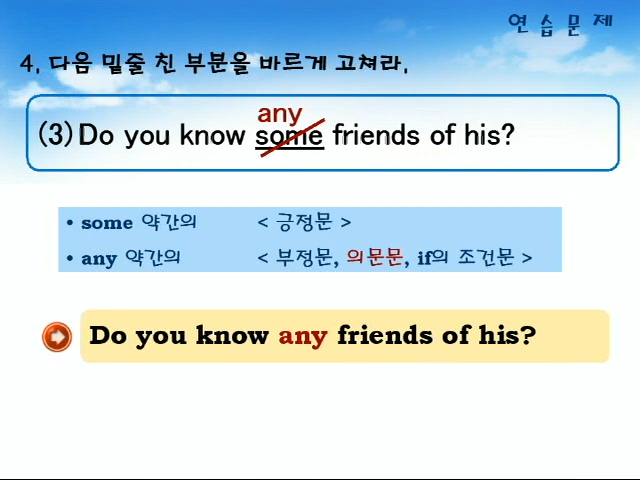 연 습 문 제
4. 다음 밑줄 친 부분을 바르게 고쳐라.
any
(3) Do you know some friends of his?
• some 약간의 < 긍정문 >
• any 약간의 < 부정문, 의문문, if의 조건문 >
Do you know any friends of his?